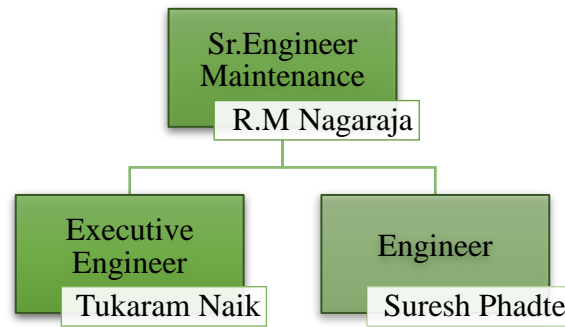 Sr.Engineer
Maintenance
R.M Nagaraja
Executive
Engineer
Tukaram Naik
Engineer
Suresh Phadte